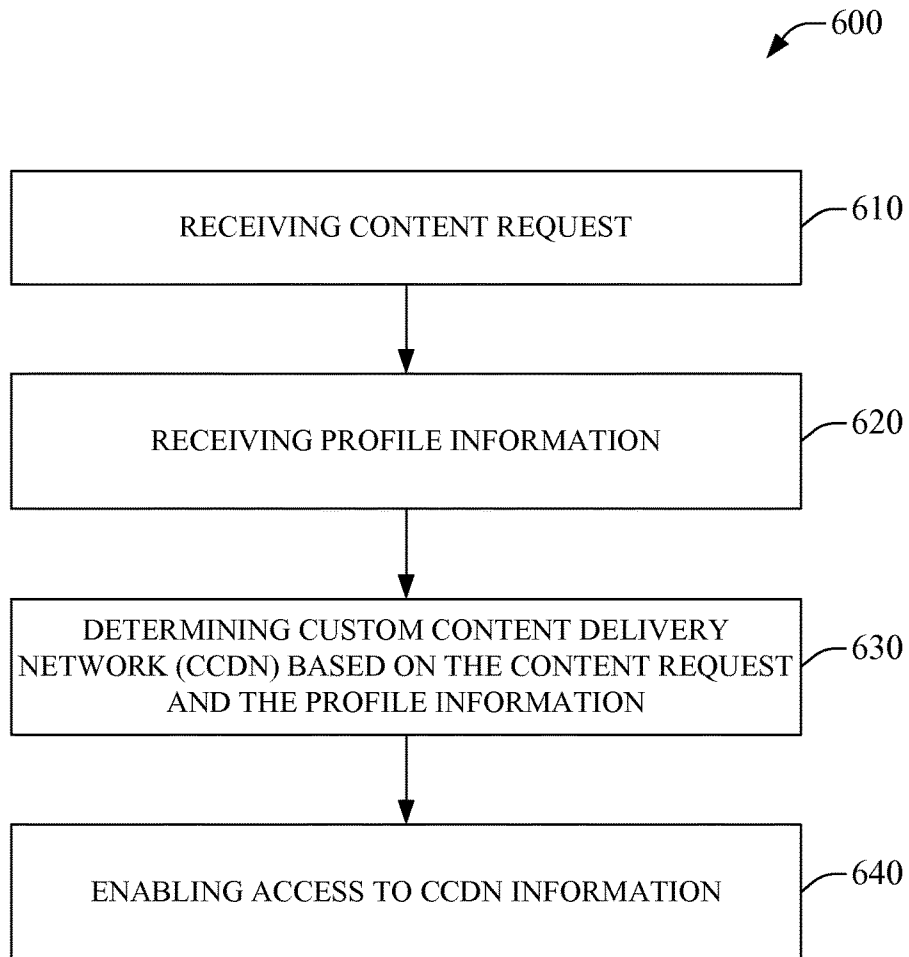 600
RECEIVING CONTENT REQUEST
610
RECEIVING PROFILE INFORMATION
620
DETERMINING CUSTOM CONTENT DELIVERY
NETWORK (CCDN) BASED ON THE CONTENT REQUEST
AND THE PROFILE INFORMATION
630
ENABLING ACCESS TO CCDN INFORMATION
640